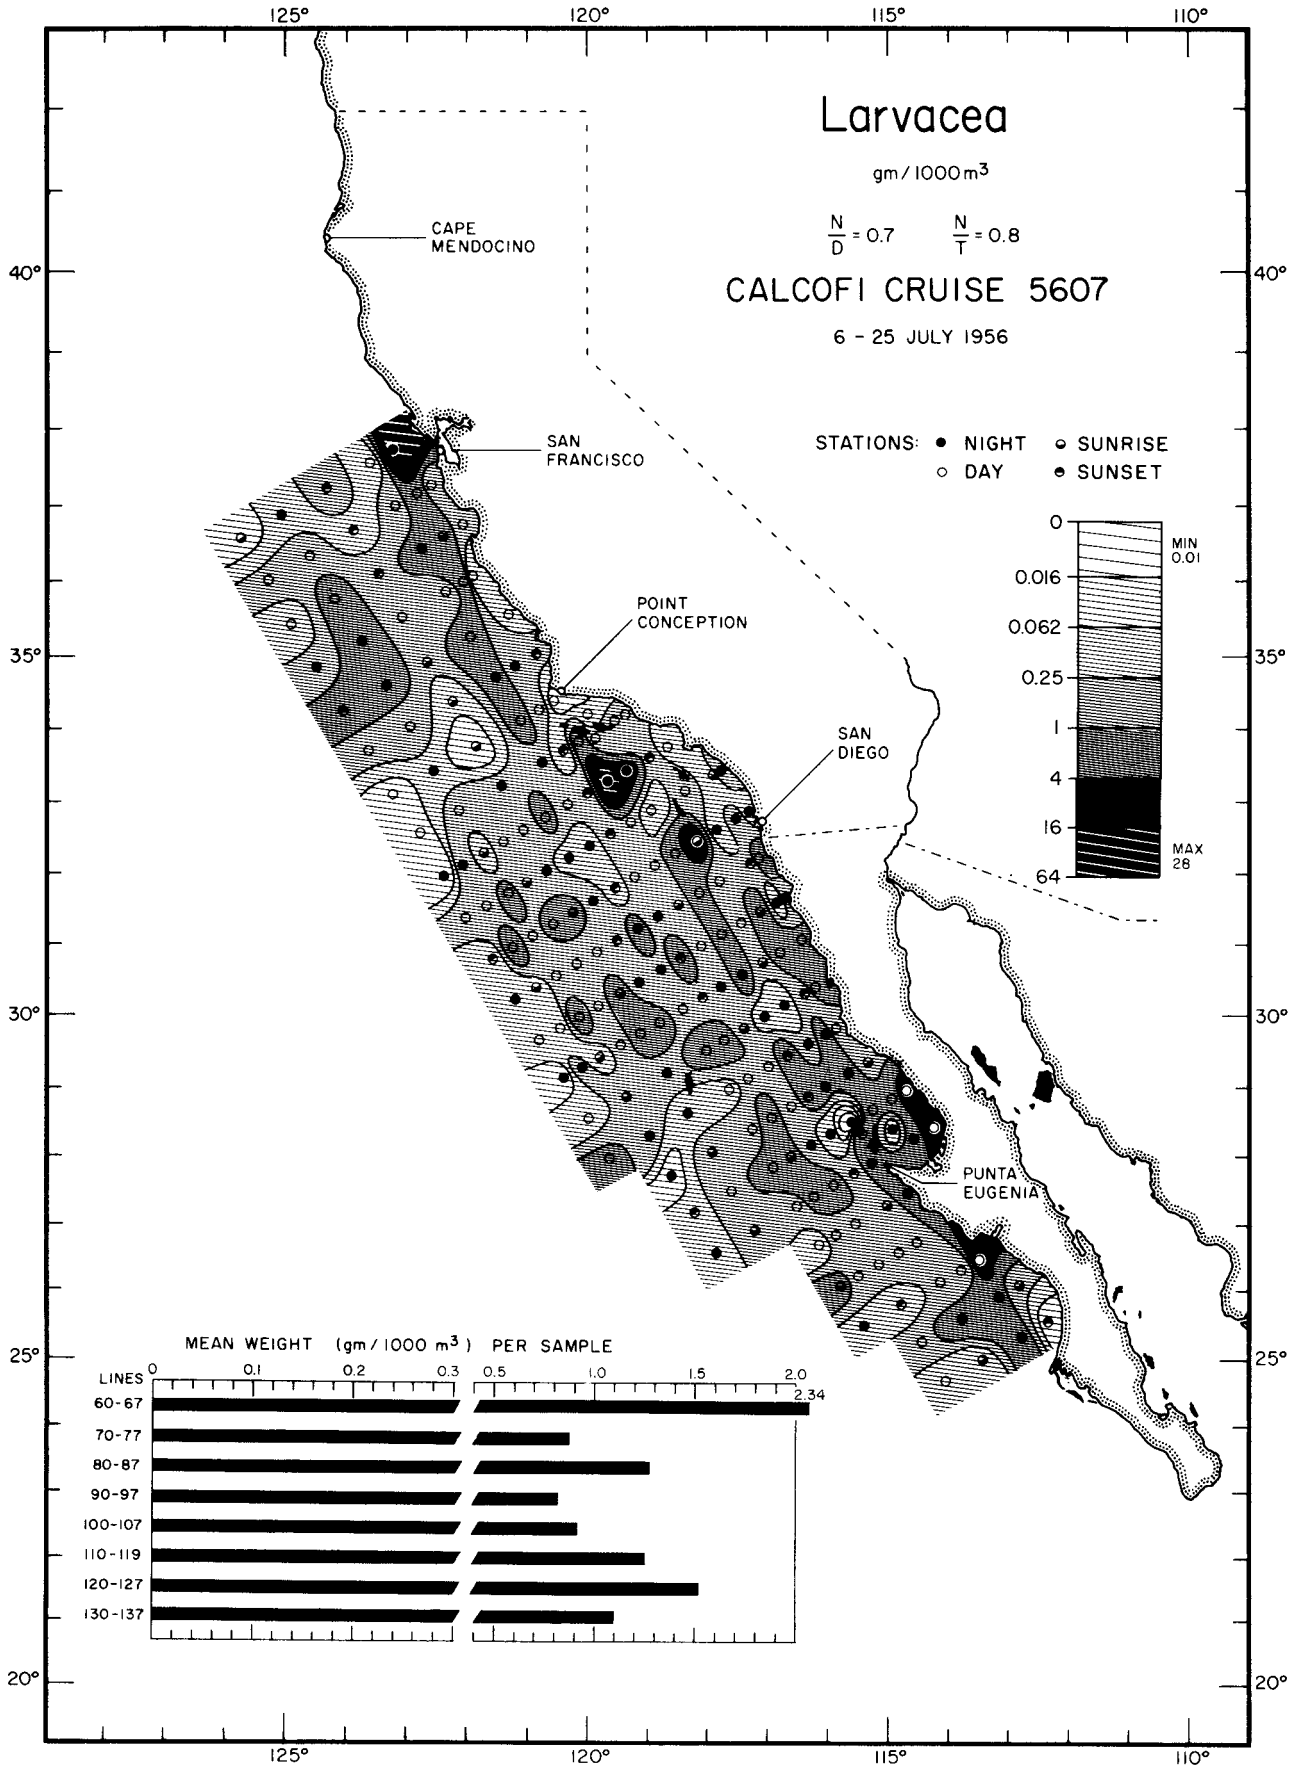 125° 120° 115° 110°
Larvacea
gm/1000m³
N/D = 0.7 N/T = 0.8
CALCOFI CRUISE 5607
6 - 25 JULY 1956
CAPE
MENDOCINO
40° 40°
SAN
FRANCISCO
STATIONS: ● NIGHT ◒ SUNRISE
○ DAY ◓ SUNSET
0
MIN
0.01
0.016
0.062
0.25
1
4
16
MAX
28
64
POINT
CONCEPTION
35° 35°
SAN
DIEGO
30° 30°
PUNTA
EUGENIA
25° 25°
MEAN WEIGHT (gm/1000 m³) PER SAMPLE
LINES 0 0.1 0.2 0.3 0.5 1.0 1.5 2.0
60-67 2.34
70-77
80-87
90-97
100-107
110-119
120-127
130-137
20° 20°
125° 120° 115° 110°